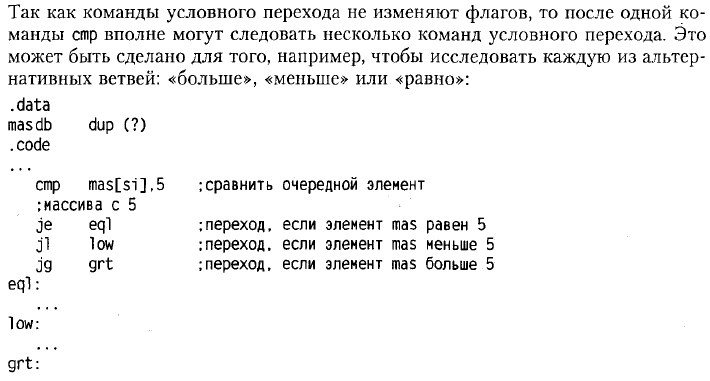 Так как команды условного перехода не изменяют флагов, то после одной ко-
манды cmp вполне могут следовать несколько команд условного перехода. Это
может быть сделано для того, например, чтобы исследовать каждую из альтер-
нативных ветвей: «больше», «меньше» или «равно»:
.data
masdb dup (?)
.code
...
cmp mas[si],5 ;сравнить очередной элемент
;массива с 5
je eql ;переход, если элемент mas равен 5
jl low ;переход, если элемент mas меньше 5
jg grt ;переход, если элемент mas больше 5
eql:
...
low:
...
grt: